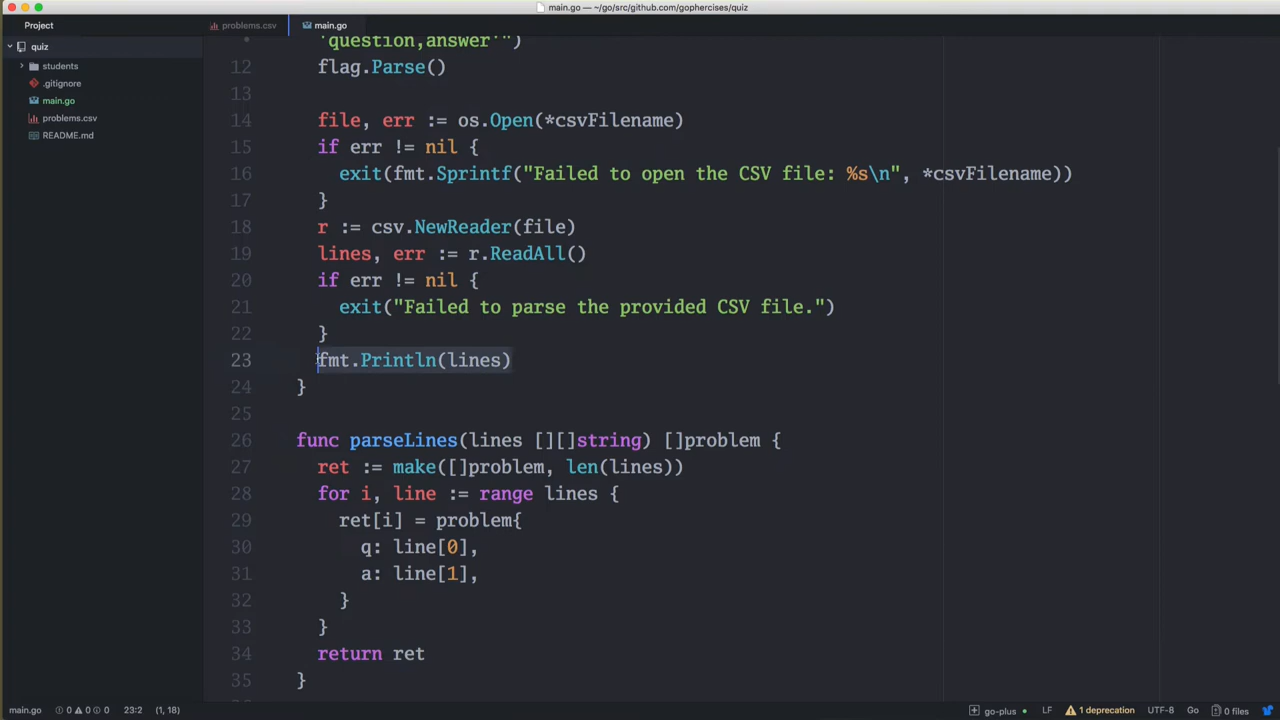 main.go — ~/go/src/github.com/gophercises/quiz
Project
problems.csv
main.go
quiz
students
.gitignore
main.go
problems.csv
README.md
'question,answer'")
12 flag.Parse()
13
14 file, err := os.Open(*csvFilename)
15 if err != nil {
16 exit(fmt.Sprintf("Failed to open the CSV file: %s\n", *csvFilename))
17 }
18 r := csv.NewReader(file)
19 lines, err := r.ReadAll()
20 if err != nil {
21 exit("Failed to parse the provided CSV file.")
22 }
23 fmt.Println(lines)
24 }
25
26 func parseLines(lines [][]string) []problem {
27 ret := make([]problem, len(lines))
28 for i, line := range lines {
29 ret[i] = problem{
30 q: line[0],
31 a: line[1],
32 }
33 }
34 return ret
35 }
main.go 0 0 0 23:2 (1, 18) go-plus LF 1 deprecation UTF-8 Go 0 files